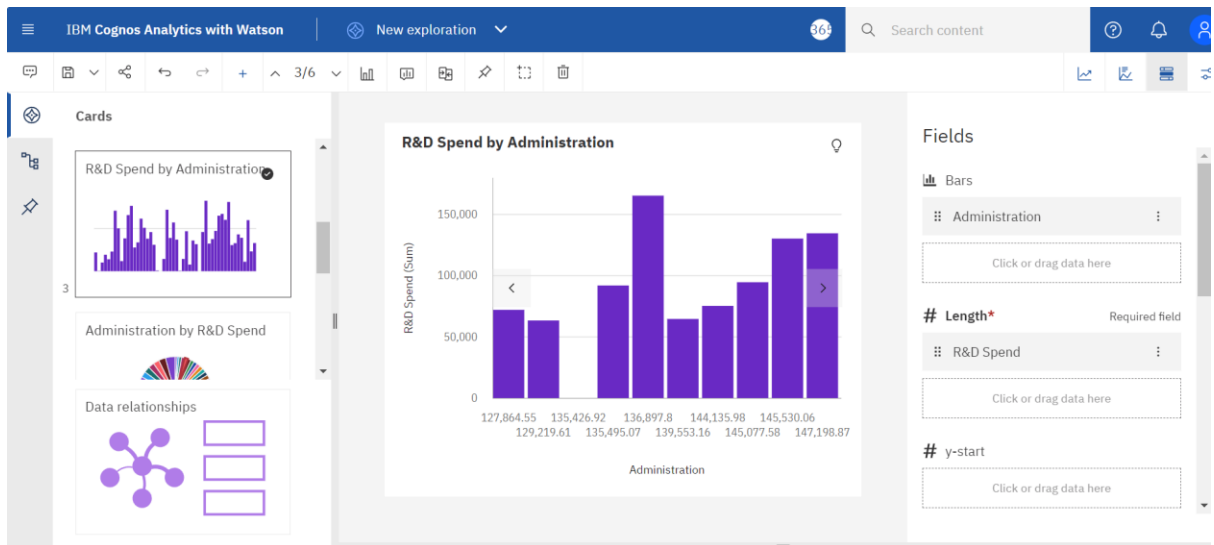 IBM Cognos Analytics with Watson
New exploration
365
Search content
3/6
Cards
R&D Spend by Administration
3
Administration by R&D Spend
Data relationships
R&D Spend by Administration
R&D Spend (Sum)
150,000
100,000
50,000
0
127,864.55 135,426.92 136,897.8 144,135.98 145,530.06
129,219.61 135,495.07 139,553.16 145,077.58 147,198.87
Administration
Fields
Bars
Administration
Click or drag data here
# Length* Required field
R&D Spend
Click or drag data here
# y-start
Click or drag data here